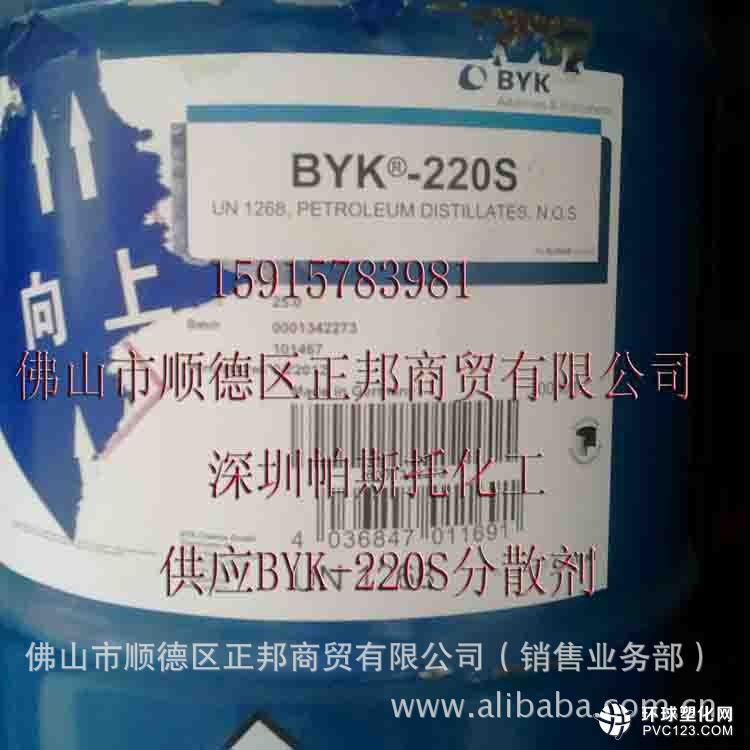 BYK
Additives & Instruments
BYK®-220S
UN 1268, PETROLEUM DISTILLATES, N.O.S
向上
15915783981
25.0
Batch 0001342273
101467
佛山市顺德区正邦商贸有限公司
Made in Germany
深圳帕斯托化工
4 036847 011691
供应BYK-220S分散剂
佛山市顺德区正邦商贸有限公司（销售业务部）
www.alibaba.com.cn
环球塑化网
PVC123.COM